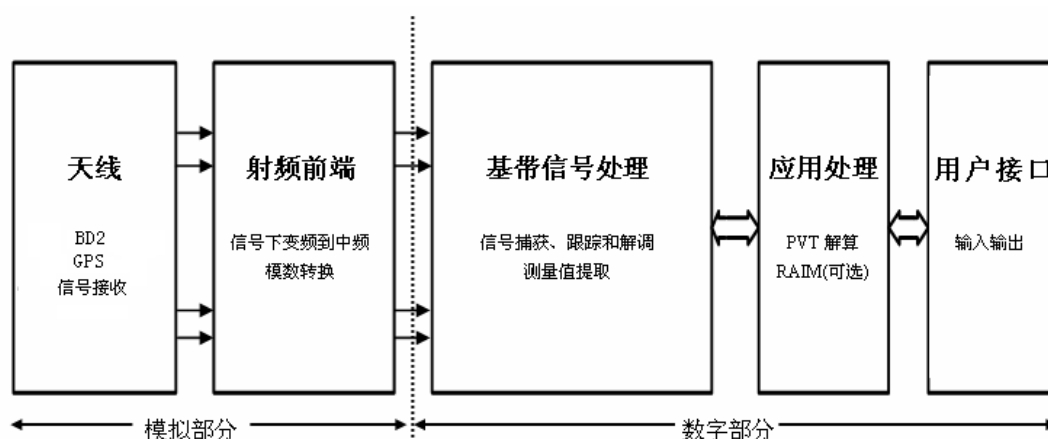 天线
BD2
GPS
信号接收
射频前端
信号下变频到中频
模数转换
基带信号处理
信号捕获、跟踪和解调
测量值提取
应用处理
PVT 解算
RAIM(可选)
用户接口
输入输出
模拟部分
数字部分